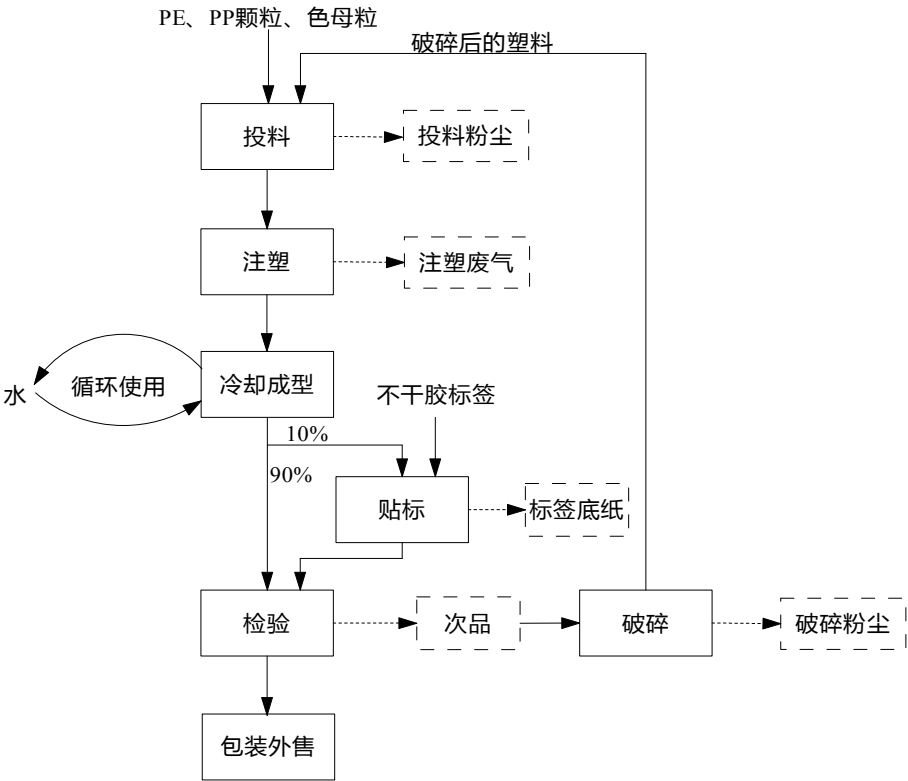 PE、PP颗粒、色母粒
破碎后的塑料
投料
投料粉尘
注塑
注塑废气
冷却成型
循环使用
水
不干胶标签
10%
90%
贴标
标签底纸
检验
次品
破碎
破碎粉尘
包装外售